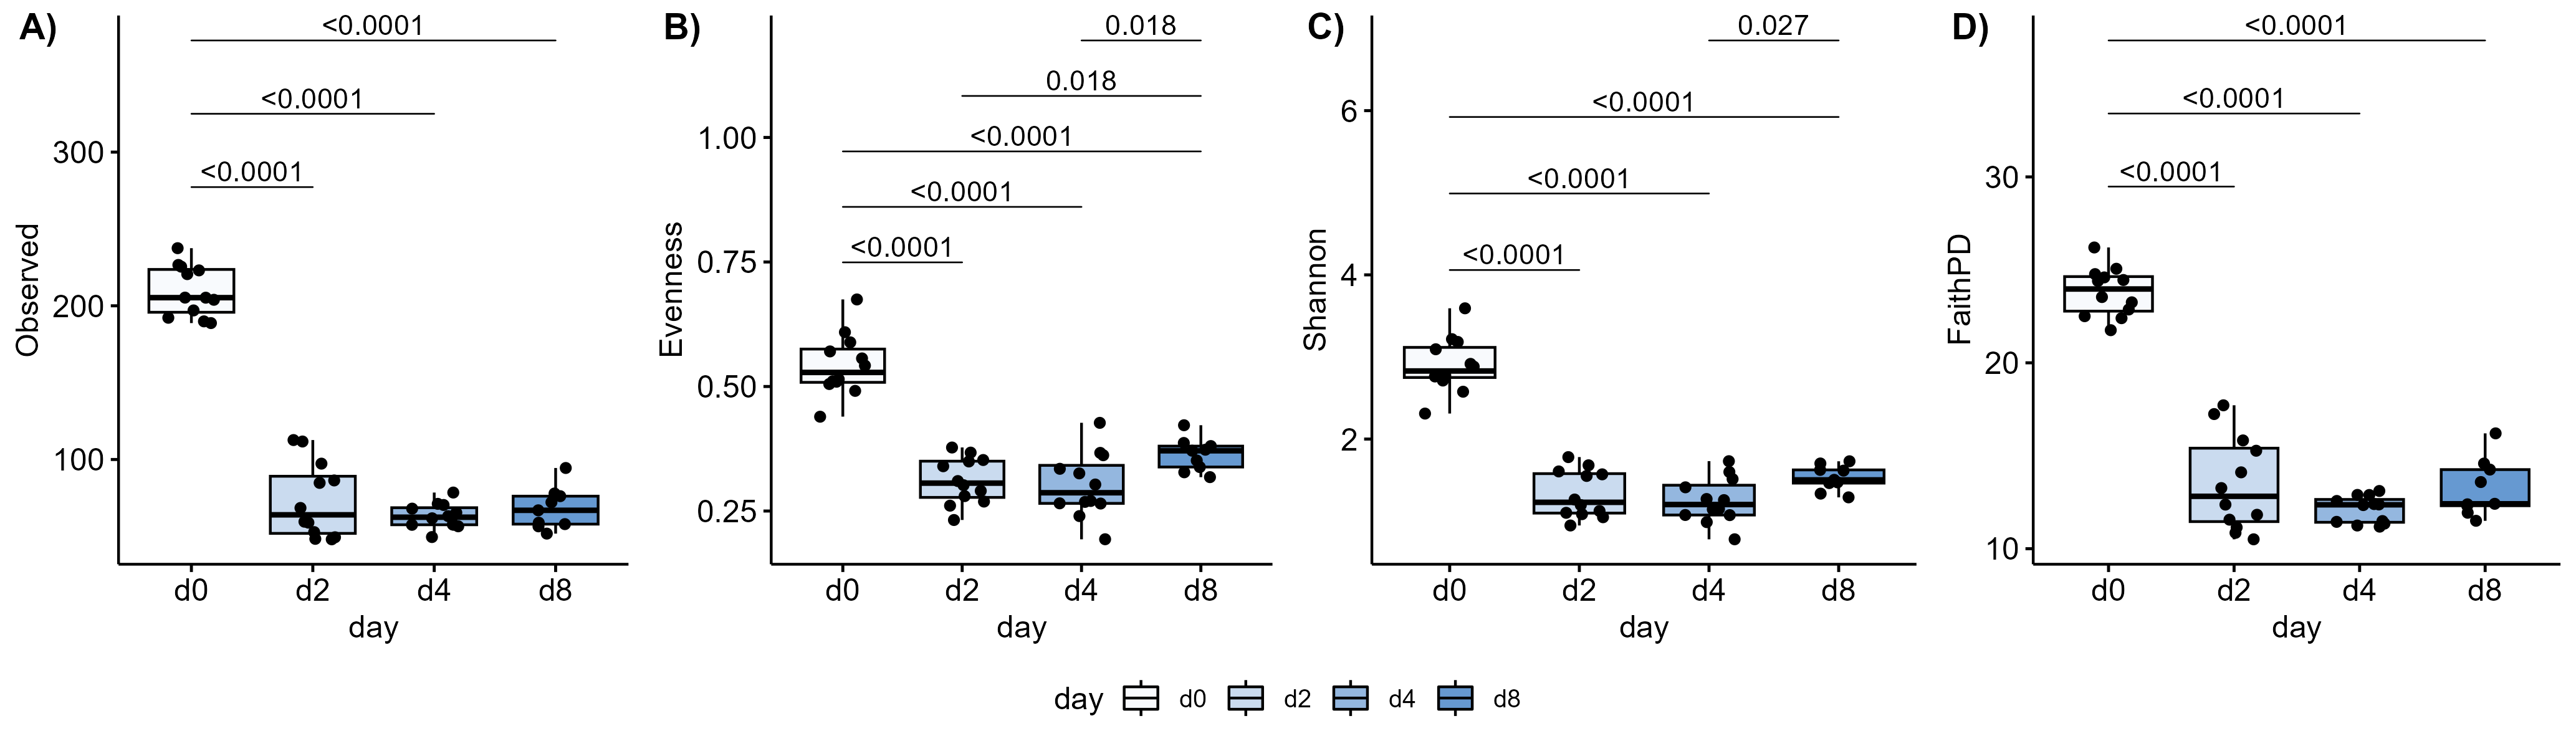 A)
<0.0001
<0.0001
<0.0001
300
200
100
Observed
d0 d2 d4 d8
day
B)
0.018
0.018
<0.0001
<0.0001
<0.0001
1.00
0.75
0.50
0.25
Evenness
d0 d2 d4 d8
day
C)
0.027
<0.0001
<0.0001
<0.0001
6
4
2
Shannon
d0 d2 d4 d8
day
D)
<0.0001
<0.0001
<0.0001
30
20
10
FaithPD
d0 d2 d4 d8
day
day d0 d2 d4 d8